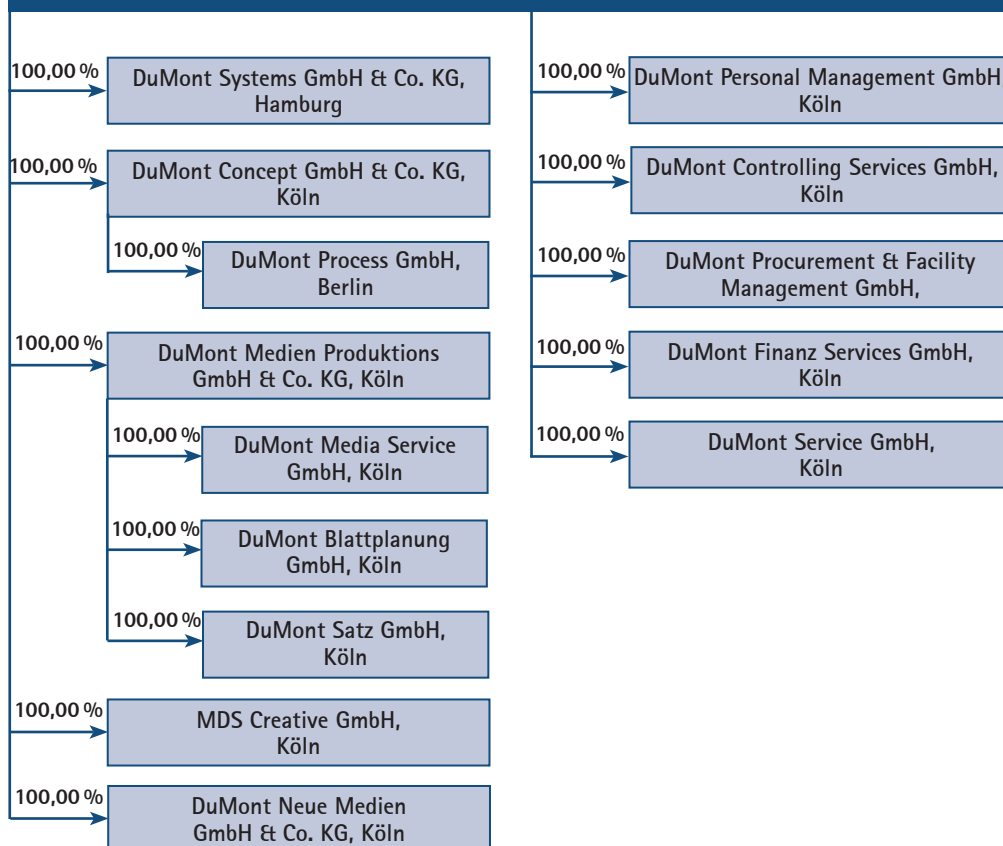 100,00 %
DuMont Systems GmbH & Co. KG,
Hamburg
100,00 %
DuMont Concept GmbH & Co. KG,
Köln
100,00 %
DuMont Process GmbH,
Berlin
100,00 %
DuMont Medien Produktions
GmbH & Co. KG, Köln
100,00 %
DuMont Media Service
GmbH, Köln
100,00 %
DuMont Blattplanung
GmbH, Köln
100,00 %
DuMont Satz GmbH,
Köln
100,00 %
MDS Creative GmbH,
Köln
100,00 %
DuMont Neue Medien
GmbH & Co. KG, Köln
100,00 %
DuMont Personal Management GmbH
Köln
100,00 %
DuMont Controlling Services GmbH,
Köln
100,00 %
DuMont Procurement & Facility
Management GmbH,
100,00 %
DuMont Finanz Services GmbH,
Köln
100,00 %
DuMont Service GmbH,
Köln